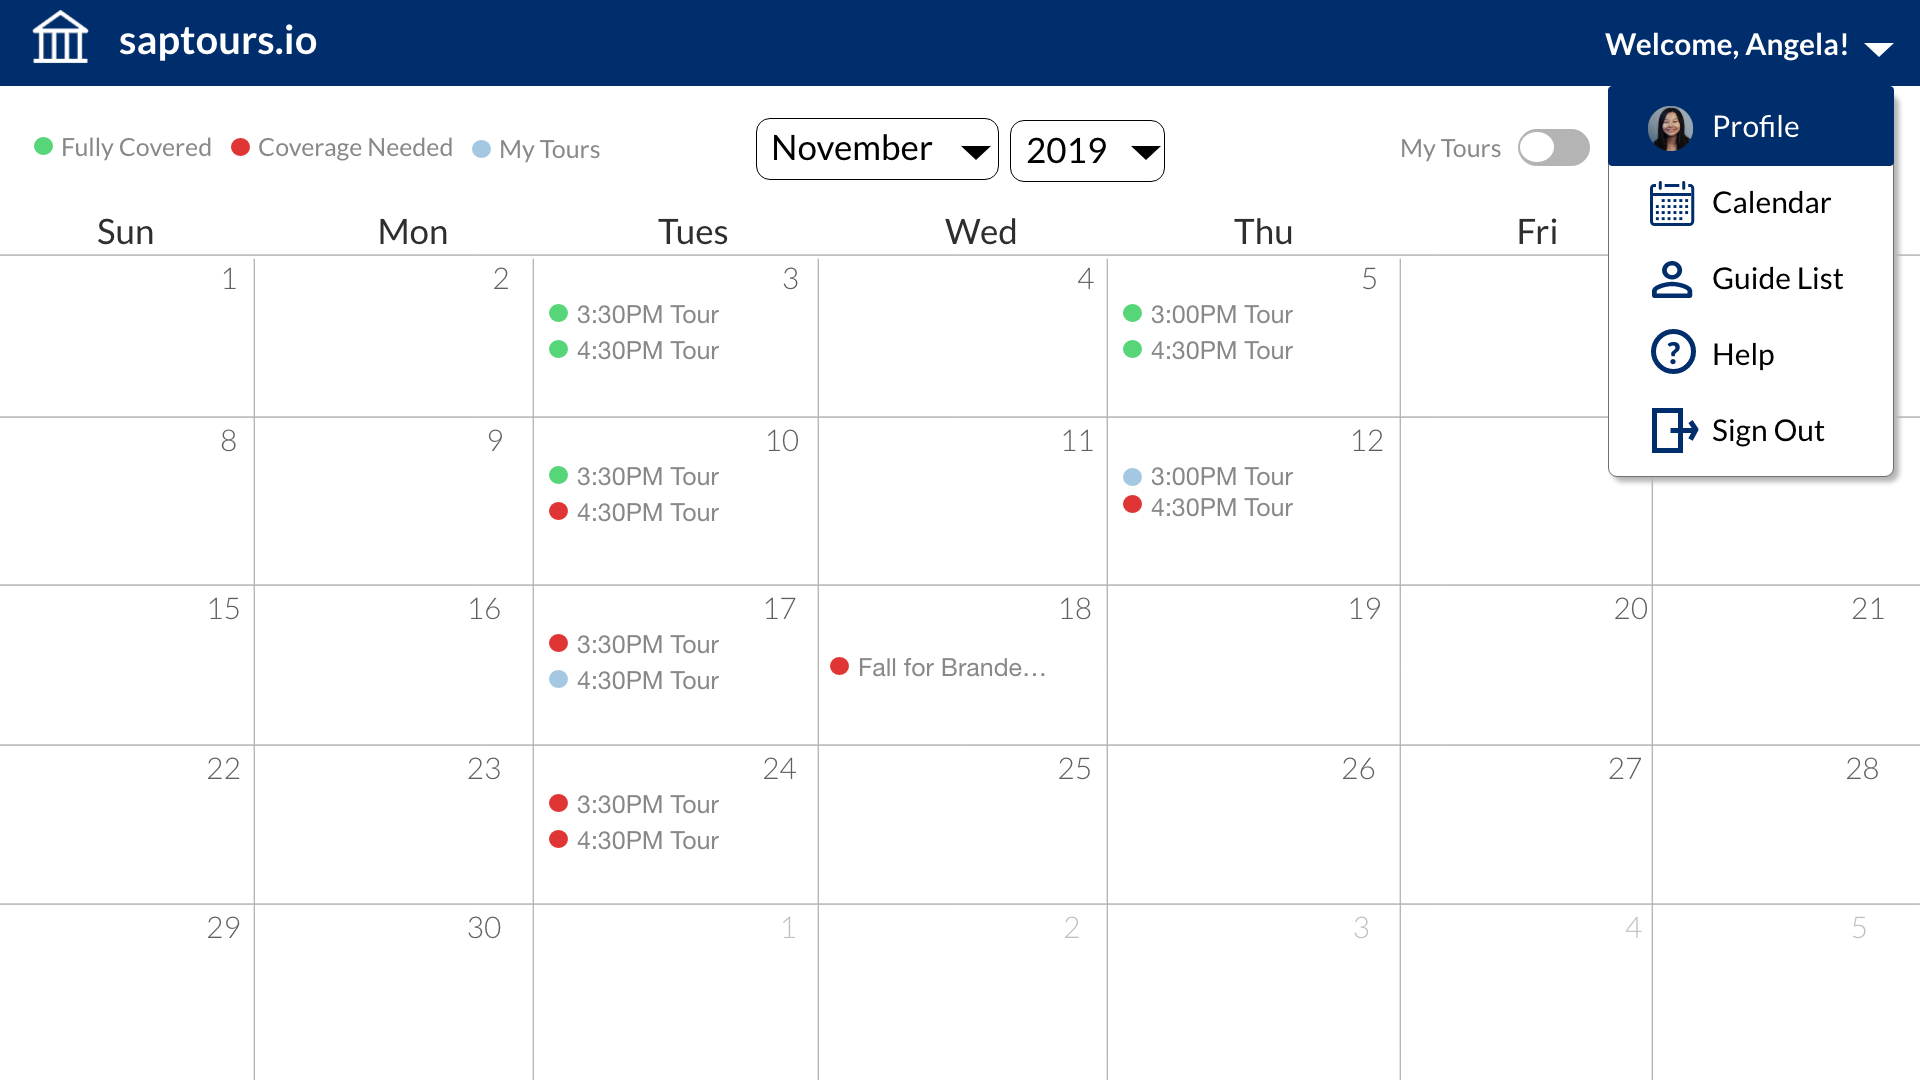 saptours.io
Welcome, Angela!
Fully Covered
Coverage Needed
My Tours
November
2019
My Tours
Profile
Calendar
Guide List
? Help
Sign Out
Sun Mon Tues Wed Thu Fri
1 2 3 4 5
3:30PM Tour
4:30PM Tour
3:00PM Tour
4:30PM Tour
8 9 10 11 12
3:30PM Tour
4:30PM Tour
3:00PM Tour
4:30PM Tour
15 16 17 18 19 20 21
3:30PM Tour
4:30PM Tour
Fall for Brande…
22 23 24 25 26 27 28
3:30PM Tour
4:30PM Tour
29 30 1 2 3 4 5